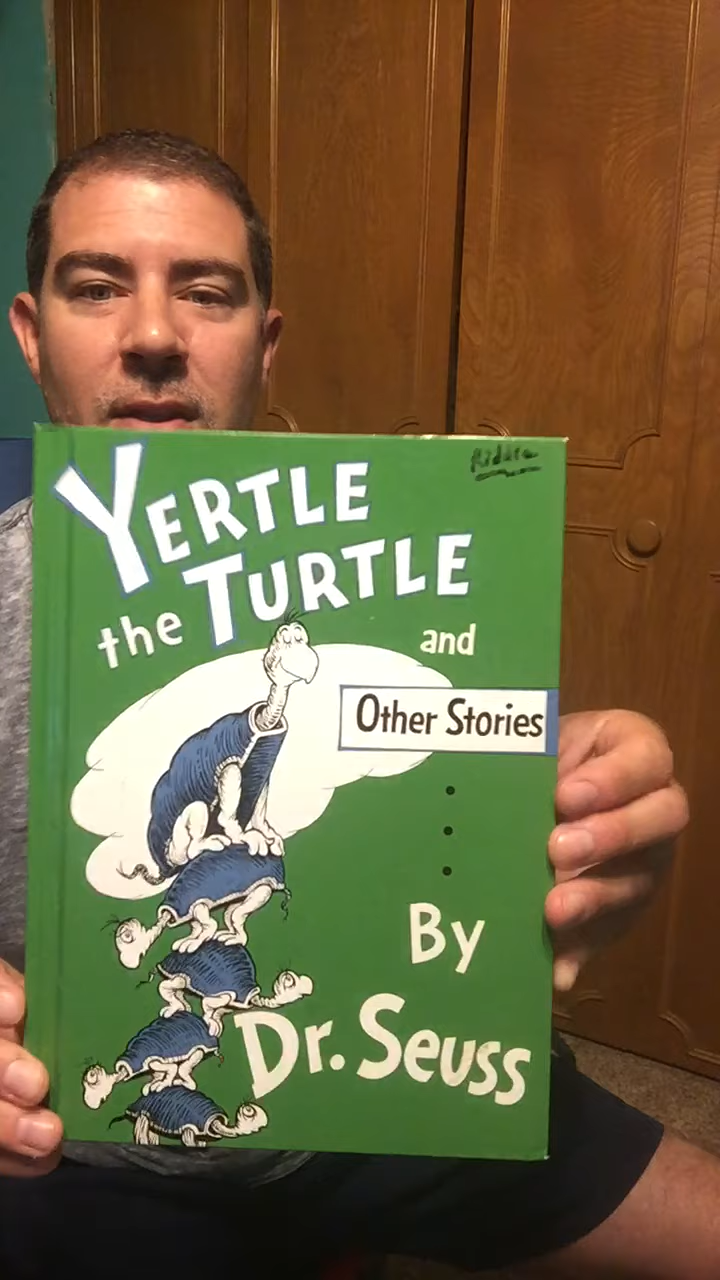 YERTLE
the TURTLE
and
Other Stories
By
Dr. Seuss